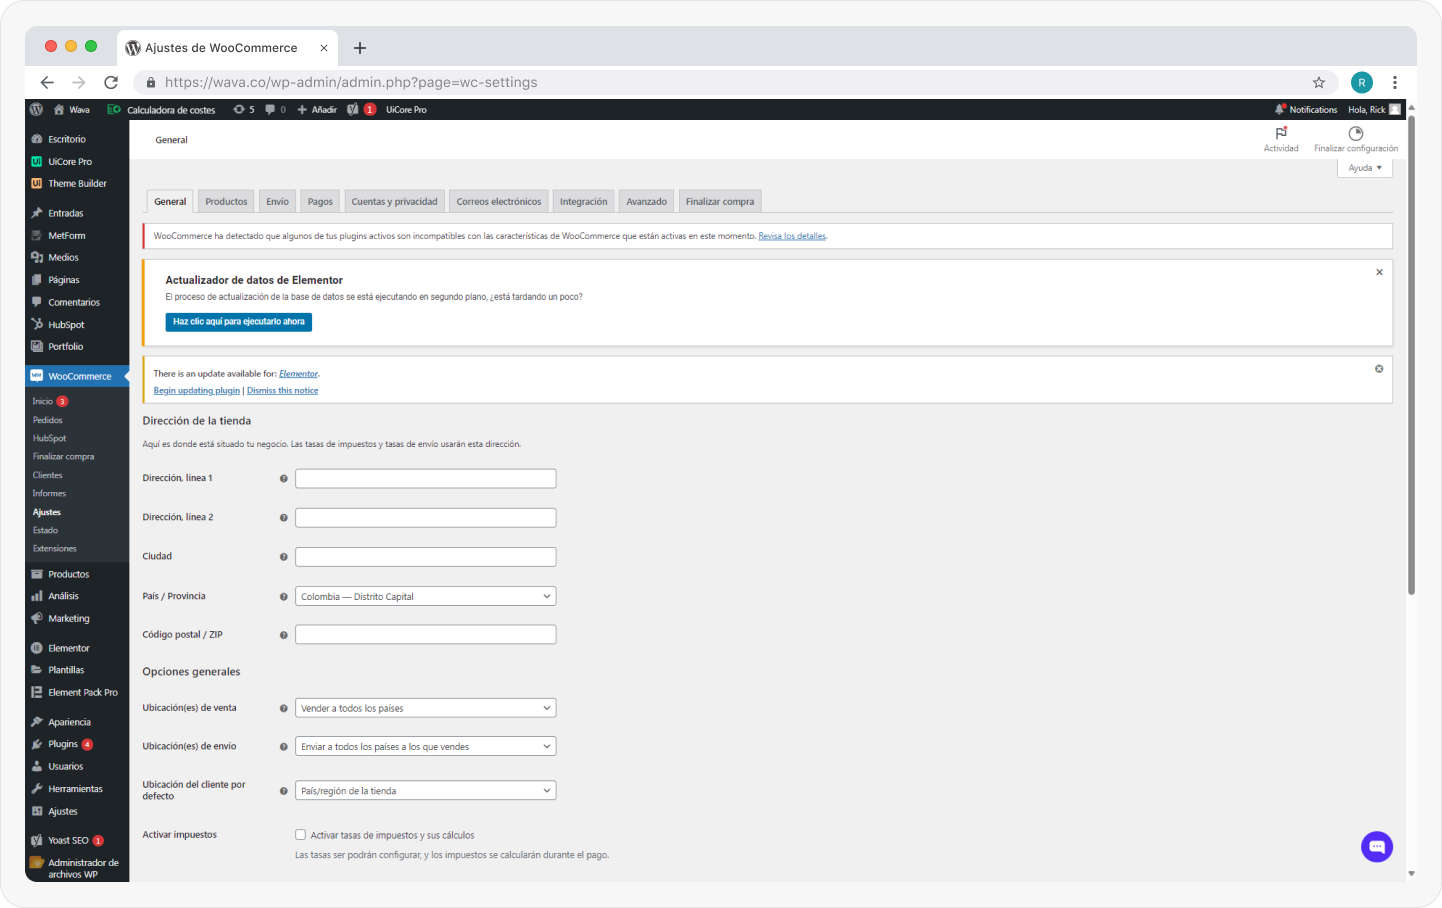 Ajustes de WooCommerce
https://wava.co/wp-admin/admin.php?page=wc-settings
R
Wava
Calculadora de costes
5
0
Añadir
1
UiCore Pro
Notifications
Hola, Rick
Escritorio
UiCore Pro
Theme Builder
Entradas
MetForm
Medios
Páginas
Comentarios
HubSpot
Portfolio
WooCommerce
Inicio 3
Pedidos
HubSpot
Finalizar compra
Clientes
Informes
Ajustes
Estado
Extensiones
Productos
Análisis
Marketing
Elementor
Plantillas
Element Pack Pro
Apariencia
Plugins 4
Usuarios
Herramientas
Ajustes
Yoast SEO 1
Administrador de
archivos WP
General
Actividad
Finalizar configuración
Ayuda
General
Productos
Envío
Pagos
Cuentas y privacidad
Correos electrónicos
Integración
Avanzado
Finalizar compra
WooCommerce ha detectado que algunos de tus plugins activos son incompatibles con las características de WooCommerce que están activas en este momento. Revisa los detalles.
Actualizador de datos de Elementor
El proceso de actualización de la base de datos se está ejecutando en segundo plano, ¿está tardando un poco?
Haz clic aquí para ejecutarlo ahora
There is an update available for: Elementor.
Begin updating plugin | Dismiss this notice
Dirección de la tienda
Aquí es donde está situado tu negocio. Las tasas de impuestos y tasas de envío usarán esta dirección.
Dirección, línea 1
Dirección, línea 2
Ciudad
País / Provincia
Colombia — Distrito Capital
Código postal / ZIP
Opciones generales
Ubicación(es) de venta
Vender a todos los países
Ubicación(es) de envío
Enviar a todos los países a los que vendes
Ubicación del cliente por
defecto
País/región de la tienda
Activar impuestos
Activar tasas de impuestos y sus cálculos
Las tasas ser podrán configurar, y los impuestos se calcularán durante el pago.